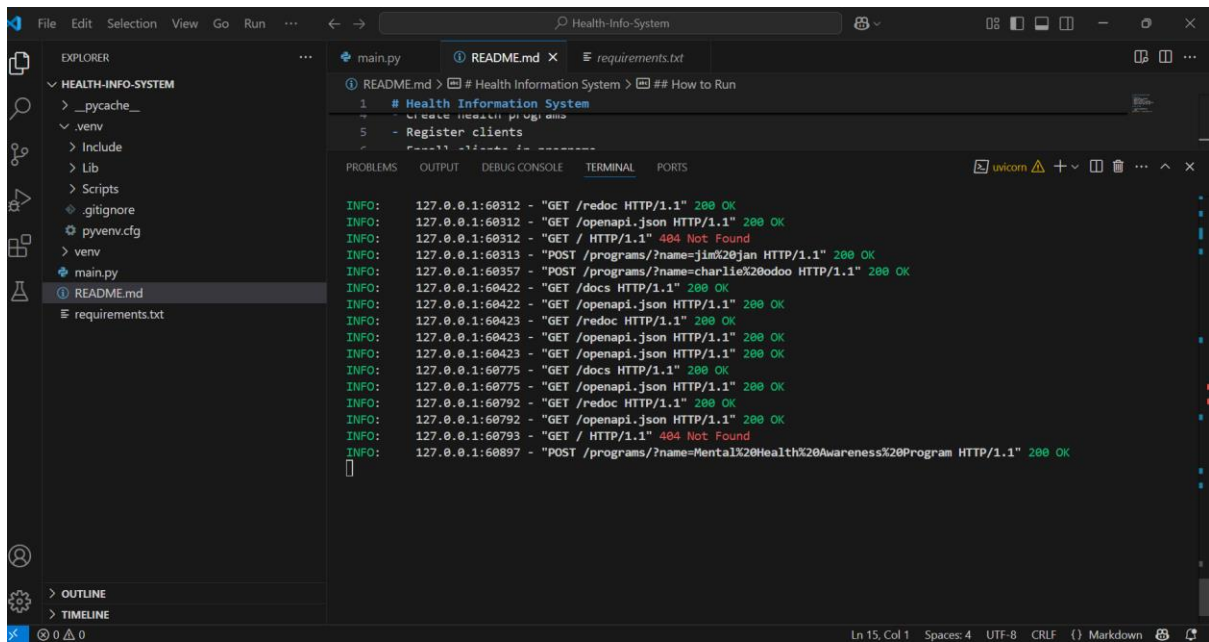 File Edit Selection View Go Run ... Health-Info-System
EXPLORER ...
HEALTH-INFO-SYSTEM
__pycache__
.venv
Include
Lib
Scripts
.gitignore
pyvenv.cfg
venv
main.py
README.md
requirements.txt
OUTLINE
TIMELINE
main.py README.md requirements.txt
README.md > # Health Information System > ## How to Run
1 # Health Information System
4 - Create health programs
5 - Register clients
6 - Enroll clients in programs
PROBLEMS OUTPUT DEBUG CONSOLE TERMINAL PORTS uvicorn
INFO: 127.0.0.1:60312 - "GET /redoc HTTP/1.1" 200 OK
INFO: 127.0.0.1:60312 - "GET /openapi.json HTTP/1.1" 200 OK
INFO: 127.0.0.1:60312 - "GET / HTTP/1.1" 404 Not Found
INFO: 127.0.0.1:60313 - "POST /programs/?name=jim%20jan HTTP/1.1" 200 OK
INFO: 127.0.0.1:60357 - "POST /programs/?name=charlie%20odoo HTTP/1.1" 200 OK
INFO: 127.0.0.1:60422 - "GET /docs HTTP/1.1" 200 OK
INFO: 127.0.0.1:60422 - "GET /openapi.json HTTP/1.1" 200 OK
INFO: 127.0.0.1:60423 - "GET /redoc HTTP/1.1" 200 OK
INFO: 127.0.0.1:60423 - "GET /openapi.json HTTP/1.1" 200 OK
INFO: 127.0.0.1:60423 - "GET /openapi.json HTTP/1.1" 200 OK
INFO: 127.0.0.1:60775 - "GET /docs HTTP/1.1" 200 OK
INFO: 127.0.0.1:60775 - "GET /openapi.json HTTP/1.1" 200 OK
INFO: 127.0.0.1:60792 - "GET /redoc HTTP/1.1" 200 OK
INFO: 127.0.0.1:60792 - "GET /openapi.json HTTP/1.1" 200 OK
INFO: 127.0.0.1:60793 - "GET / HTTP/1.1" 404 Not Found
INFO: 127.0.0.1:60897 - "POST /programs/?name=Mental%20Health%20Awareness%20Program HTTP/1.1" 200 OK
0 0 Ln 15, Col 1 Spaces: 4 UTF-8 CRLF {} Markdown